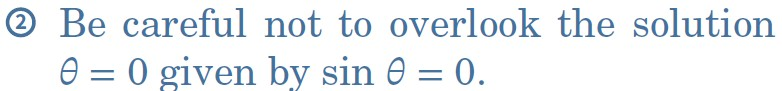 ② Be careful not to overlook the solution
θ = 0 given by sin θ = 0.